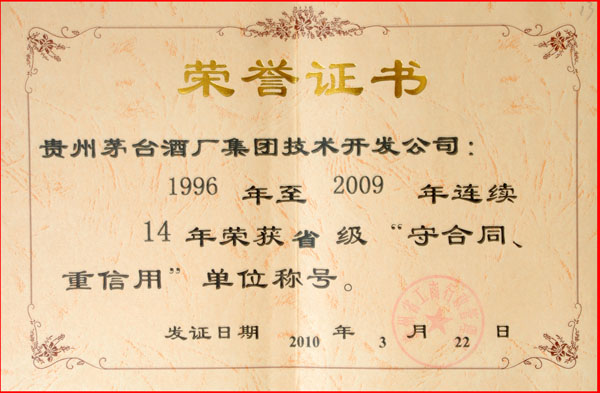 荣誉证书
贵州茅台酒厂集团技术开发公司：
1996 年至 2009 年连续
14 年荣获省级“守合同、
重信用”单位称号。
发证日期 2010 年 3 月 22 日